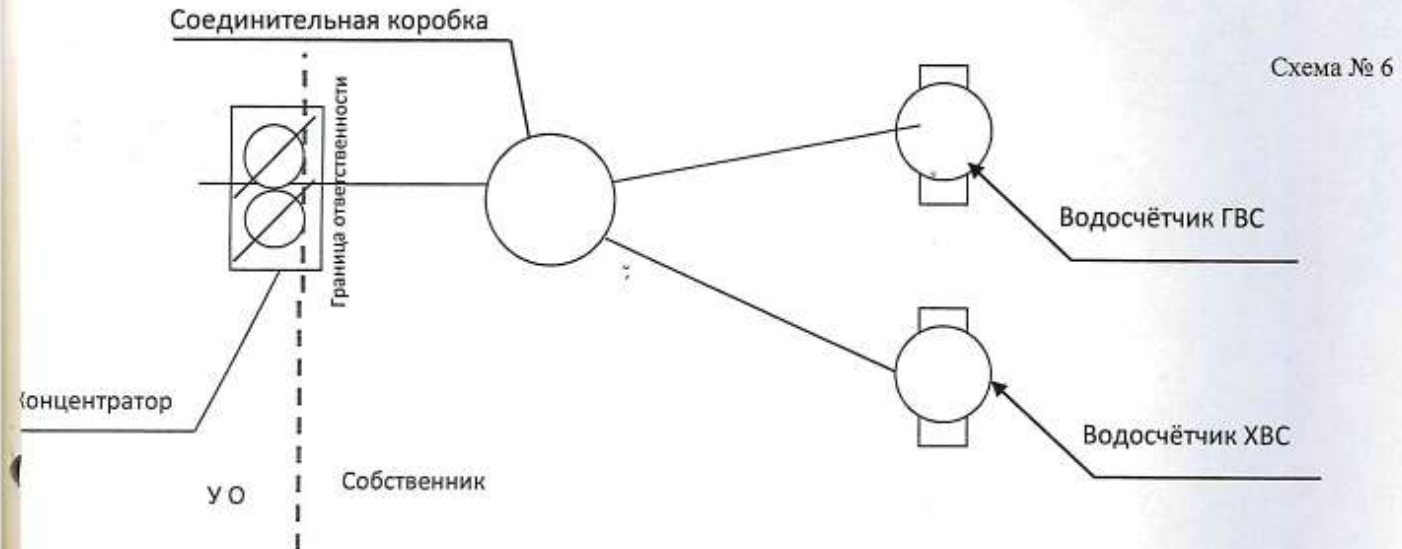 Соединительная коробка
Схема № 6
Граница ответственности
Водосчётчик ГВС
онцентратор
Водосчётчик ХВС
Собственник
У О